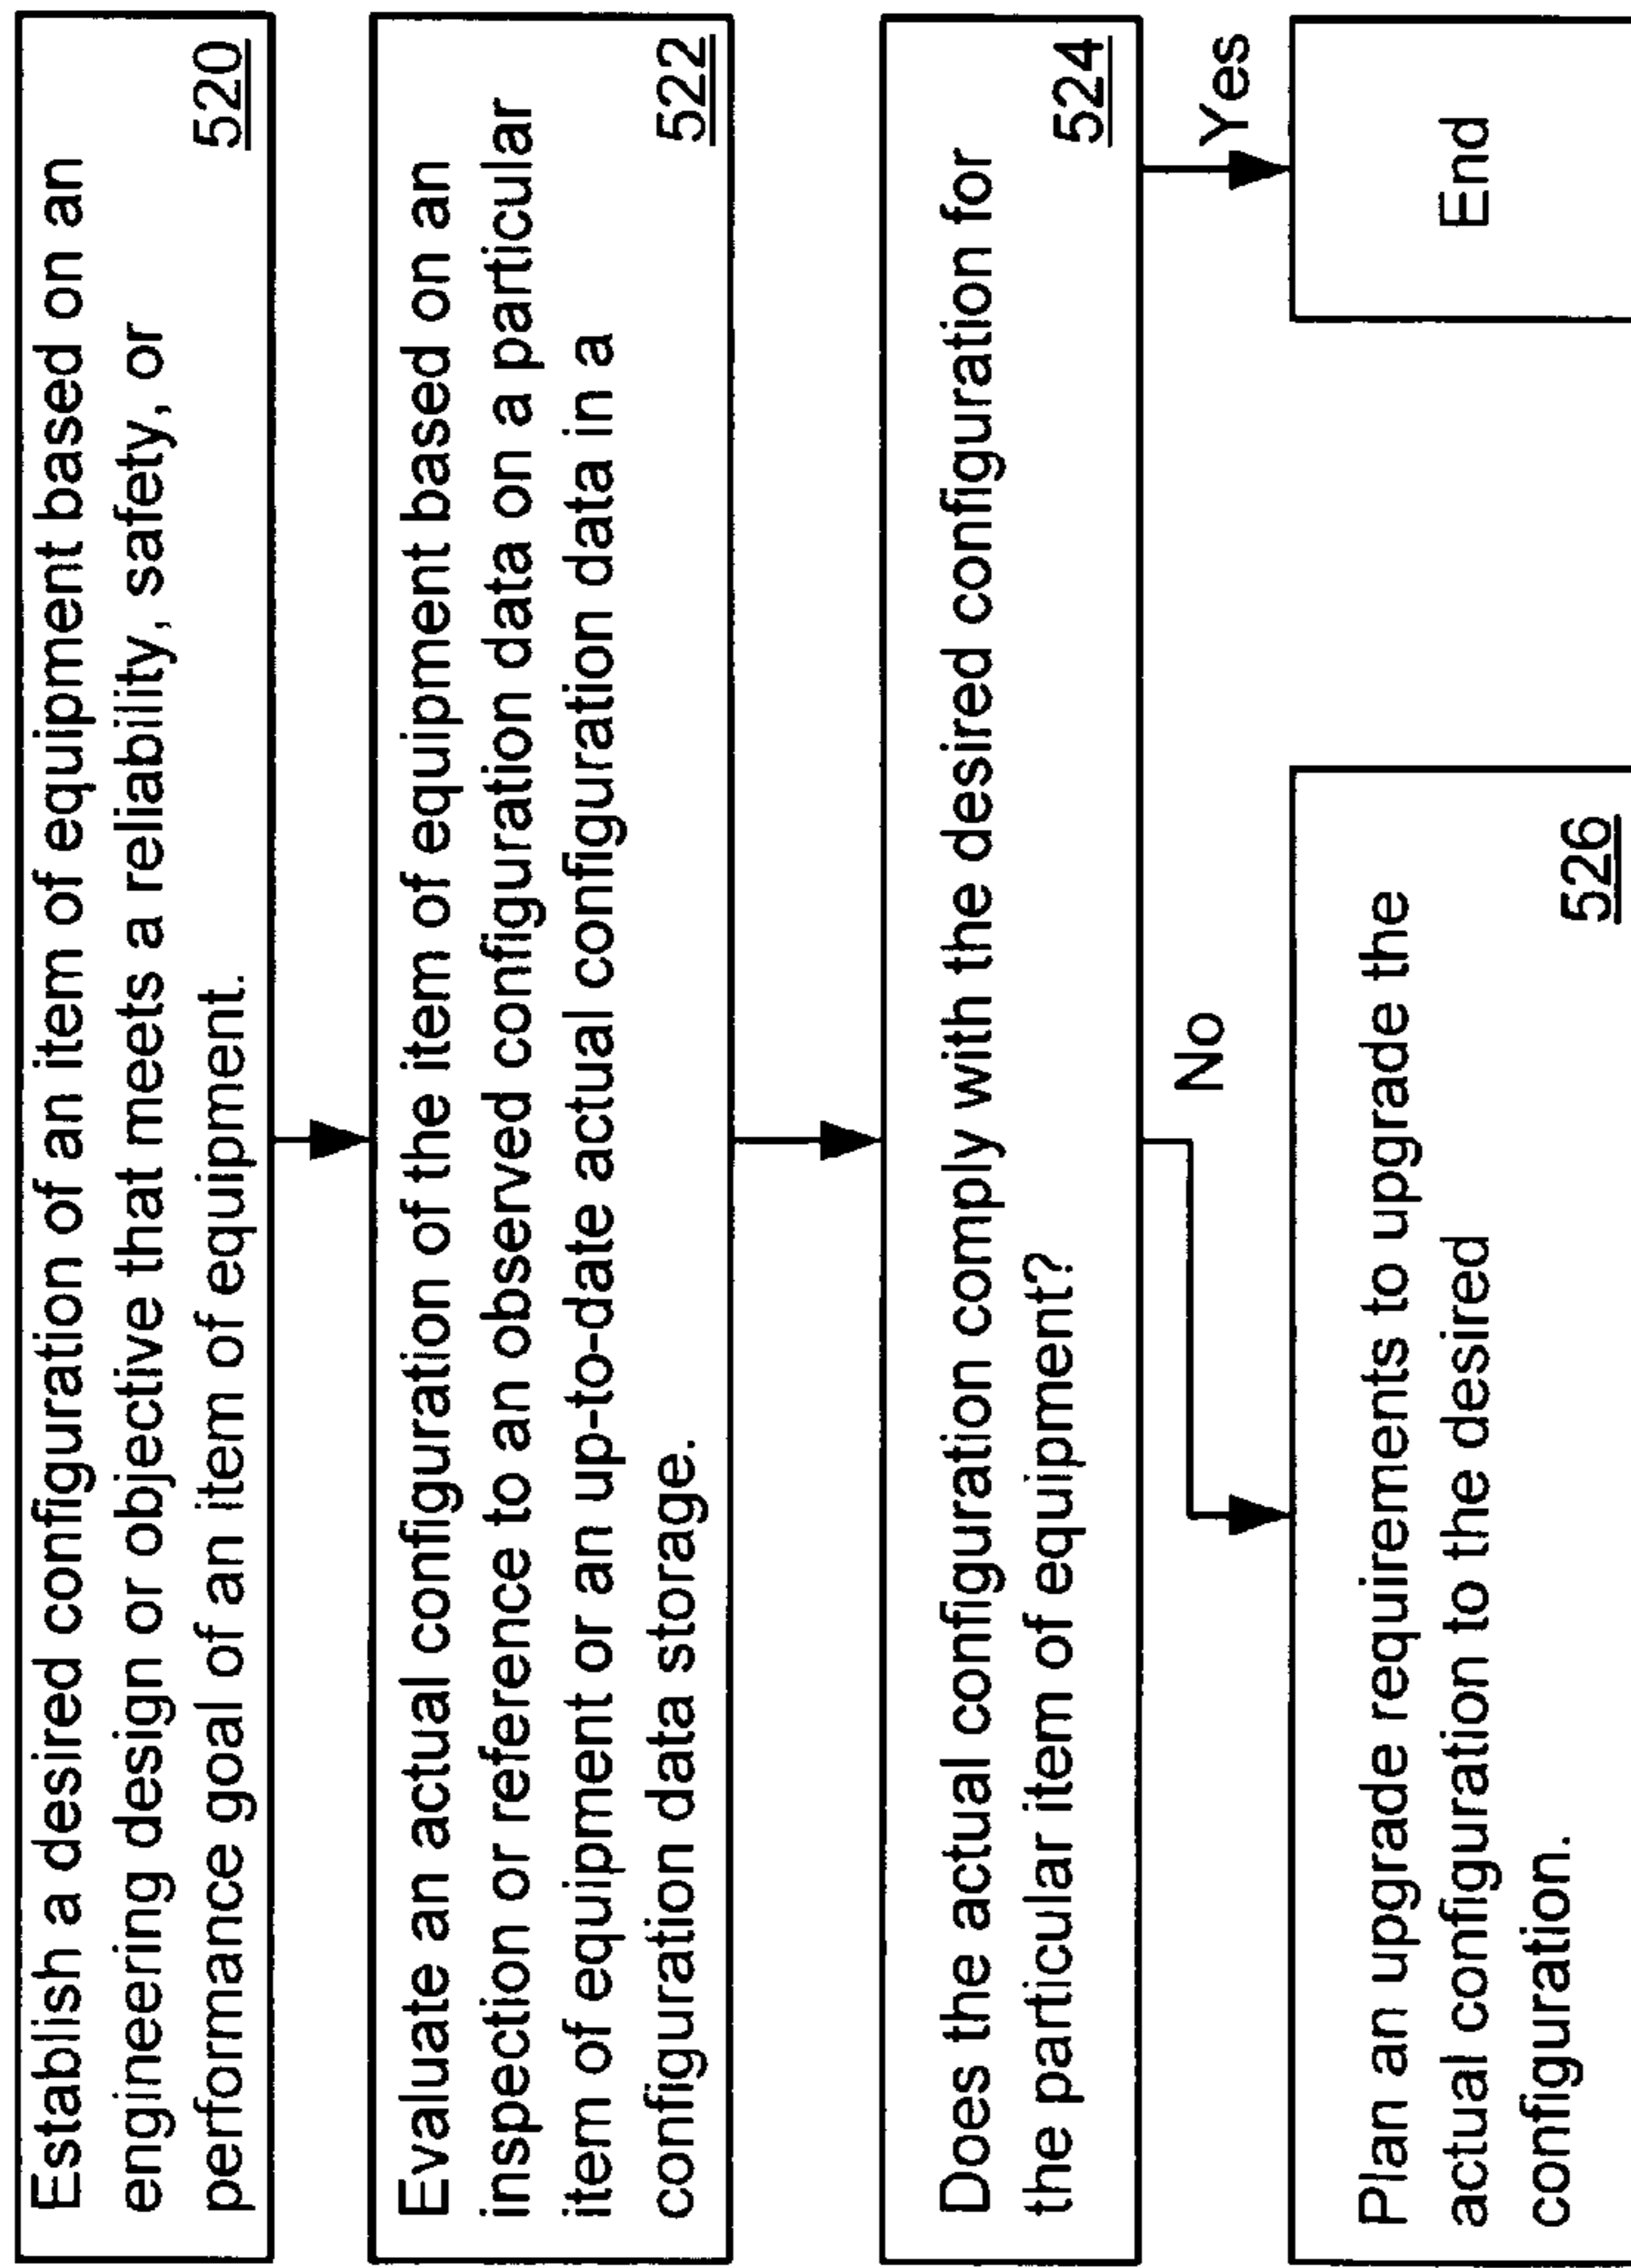 Establish a desired configuration of an item of equipment based on an
engineering design or objective that meets a reliability, safety, or
performance goal of an item of equipment.
520
Evaluate an actual configuration of the item of equipment based on an
inspection or reference to an observed configuration data on a particular
item of equipment or an up-to-date actual configuration data in a
configuration data storage.
522
Does the actual configuration comply with the desired configuration for
the particular item of equipment?
524
No
Yes
Plan an upgrade requirements to upgrade the
actual configuration to the desired
configuration.
526
End